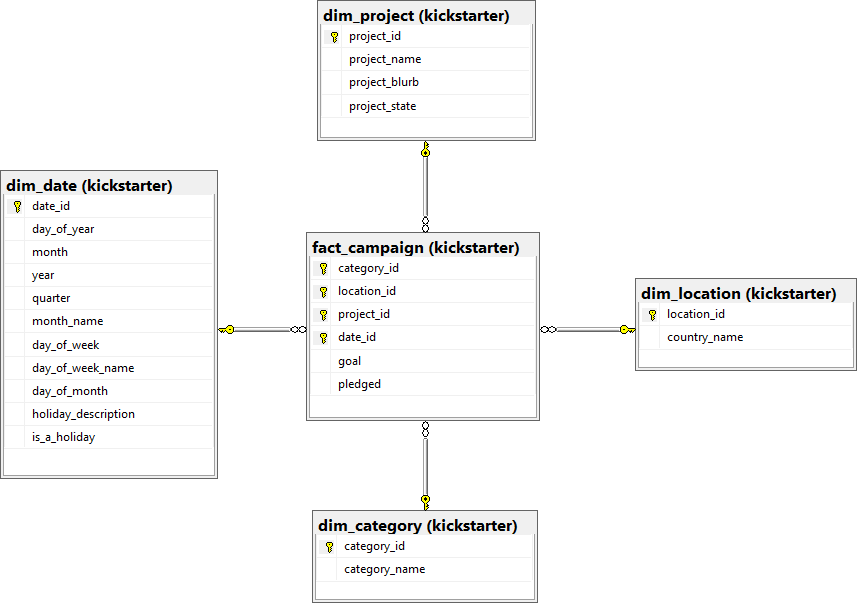 dim_project (kickstarter)
project_id
project_name
project_blurb
project_state
dim_date (kickstarter)
date_id
day_of_year
month
year
quarter
month_name
day_of_week
day_of_week_name
day_of_month
holiday_description
is_a_holiday
fact_campaign (kickstarter)
category_id
location_id
project_id
date_id
goal
pledged
dim_location (kickstarter)
location_id
country_name
dim_category (kickstarter)
category_id
category_name